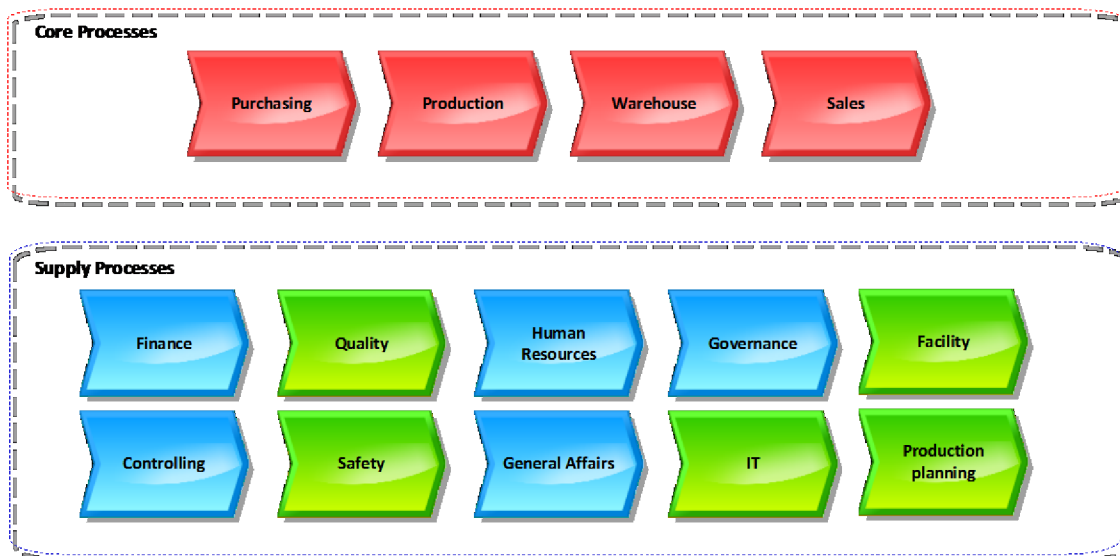 Core Processes
Purchasing
Production
Warehouse
Sales
Supply Processes
Finance
Quality
Human
Resources
Governance
Facility
Controlling
Safety
General Affairs
IT
Production
planning